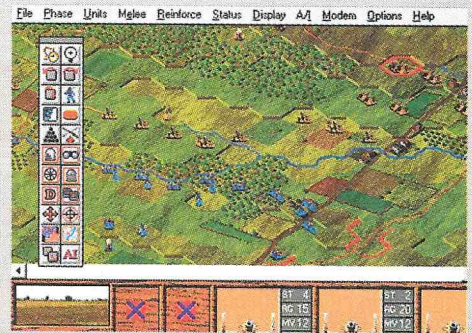 File Phase Units Melee Reinforce Status Display A/I Modem Options Help
D
AI
ST 4
RG 15
MV 12
ST 2
RG 20
MV 12